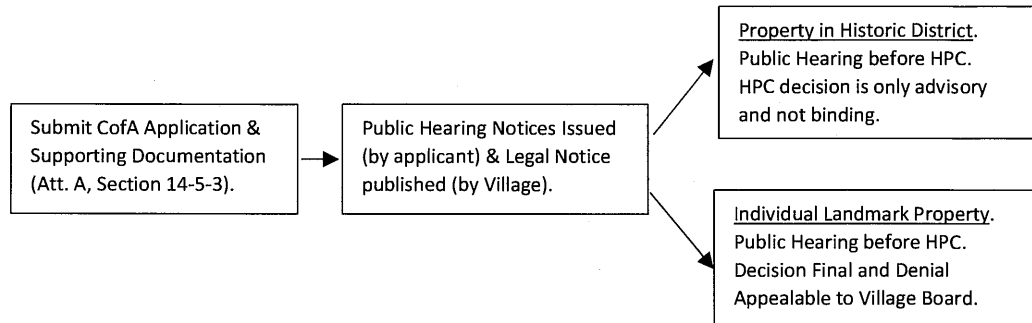 Submit CofA Application &
Supporting Documentation
(Att. A, Section 14-5-3).
Public Hearing Notices Issued
(by applicant) & Legal Notice
published (by Village).
Property in Historic District.
Public Hearing before HPC.
HPC decision is only advisory
and not binding.
Individual Landmark Property.
Public Hearing before HPC.
Decision Final and Denial
Appealable to Village Board.